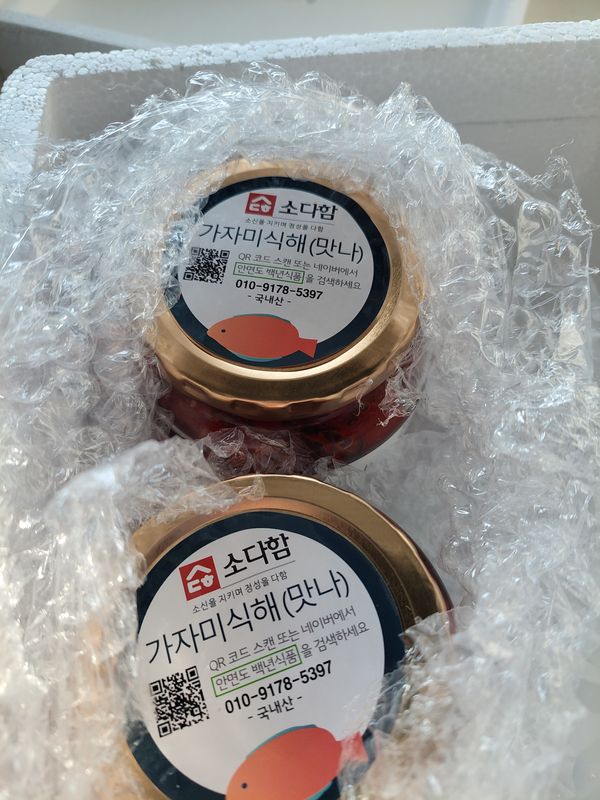 소다함
소신을 지키며 정성을 다함
가자미식해(맛나)
QR 코드 스캔 또는 네이버에서
안면도 백년식품 을 검색하세요
010-9178-5397
- 국내산 -
소다함
소신을 지키며 정성을 다함
가자미식해(맛나)
QR 코드 스캔 또는 네이버에서
안면도 백년식품 을 검색하세요
010-9178-5397
- 국내산 -